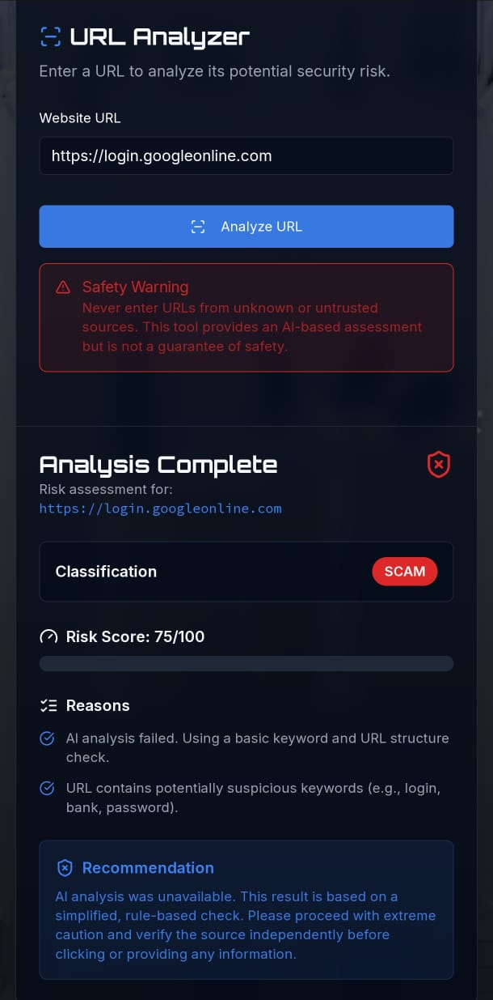 URL Analyzer
Enter a URL to analyze its potential security risk.
Website URL
https://login.googleonline.com
Analyze URL
Safety Warning
Never enter URLs from unknown or untrusted
sources. This tool provides an AI-based assessment
but is not a guarantee of safety.
Analysis Complete
Risk assessment for:
https://login.googleonline.com
Classification
SCAM
Risk Score: 75/100
Reasons
AI analysis failed. Using a basic keyword and URL structure
check.
URL contains potentially suspicious keywords (e.g., login,
bank, password).
Recommendation
AI analysis was unavailable. This result is based on a
simplified, rule-based check. Please proceed with extreme
caution and verify the source independently before
clicking or providing any information.